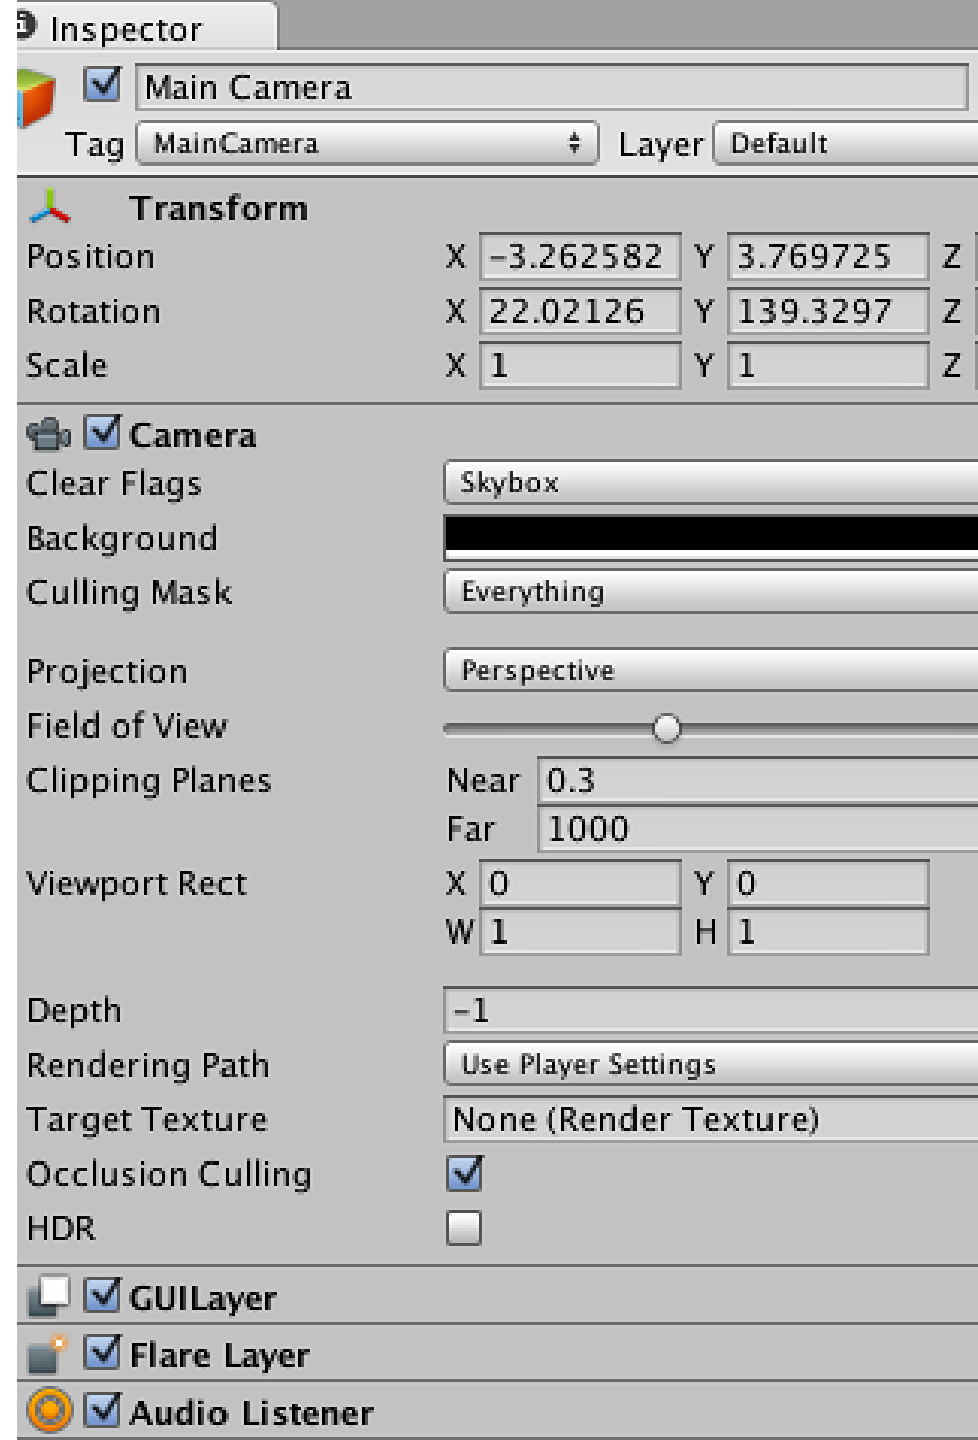 Inspector
Main Camera
Tag MainCamera Layer Default
Transform
Position X -3.262582 Y 3.769725 Z
Rotation X 22.02126 Y 139.3297 Z
Scale X 1 Y 1 Z
Camera
Clear Flags Skybox
Background
Culling Mask Everything
Projection Perspective
Field of View
Clipping Planes Near 0.3
Far 1000
Viewport Rect X 0 Y 0
W 1 H 1
Depth -1
Rendering Path Use Player Settings
Target Texture None (Render Texture)
Occlusion Culling
HDR
GUILayer
Flare Layer
Audio Listener